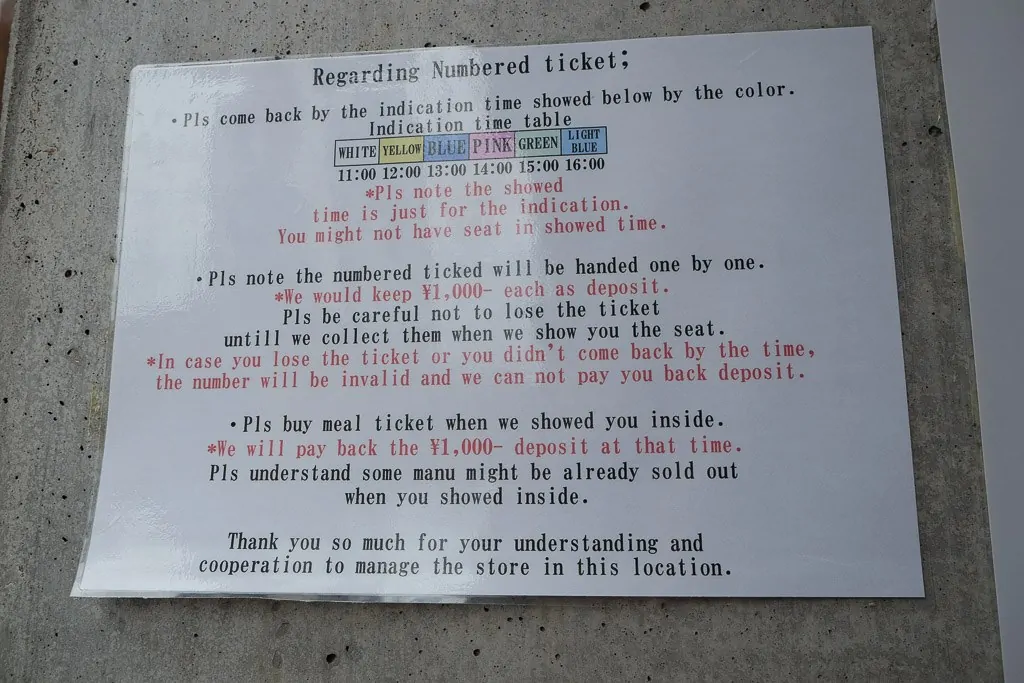 Regarding Numbered ticket;
・Pls come back by the indication time showed below by the color.
Indication time table
WHITE YELLOW BLUE PINK GREEN LIGHT BLUE
11:00 12:00 13:00 14:00 15:00 16:00
*Pls note the showed
time is just for the indication.
You might not have seat in showed time.
・Pls note the numbered ticked will be handed one by one.
*We would keep ¥1,000- each as deposit.
Pls be careful not to lose the ticket
untill we collect them when we show you the seat.
*In case you lose the ticket or you didn't come back by the time,
the number will be invalid and we can not pay you back deposit.
・Pls buy meal ticket when we showed you inside.
*We will pay back the ¥1,000- deposit at that time.
Pls understand some manu might be already sold out
when you showed inside.
Thank you so much for your understanding and
cooperation to manage the store in this location.